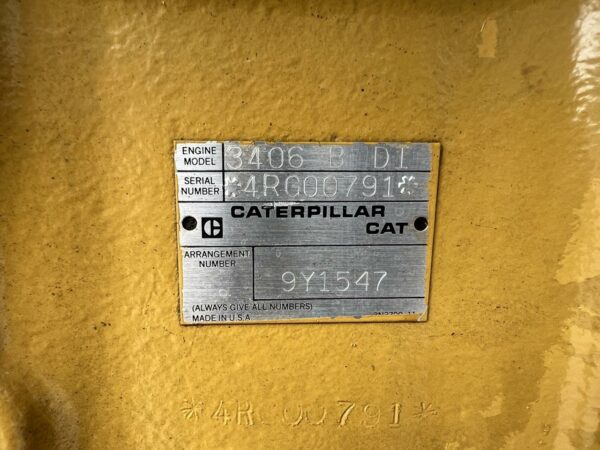 ENGINE MODEL 3406 B DI
SERIAL NUMBER *4RG00791*
CATERPILLAR
CAT
ARRANGEMENT NUMBER
9Y1547
(ALWAYS GIVE ALL NUMBERS)
MADE IN U.S.A.
*4R 00791*